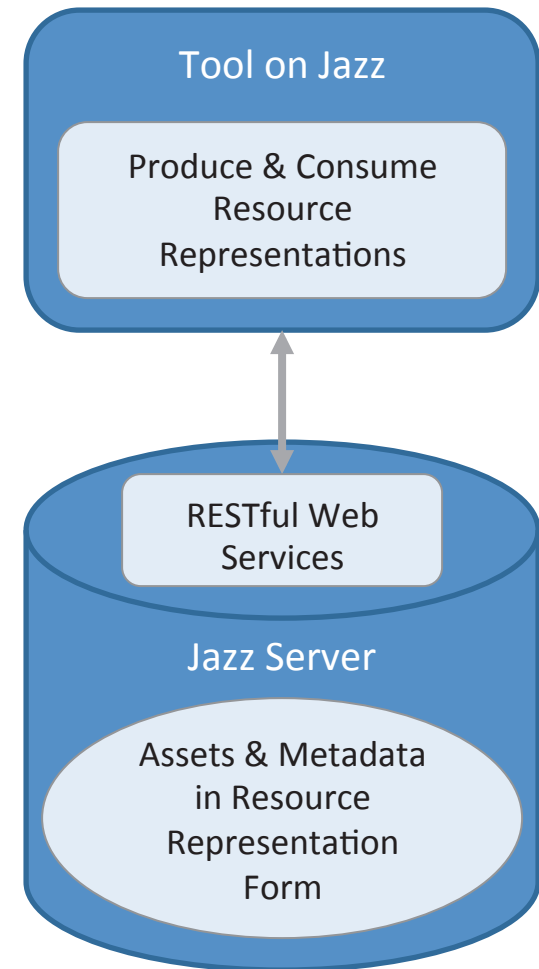 Tool on Jazz
Produce & Consume
Resource
Representations
RESTful Web
Services
Jazz Server
Assets & Metadata
in Resource
Representation
Form